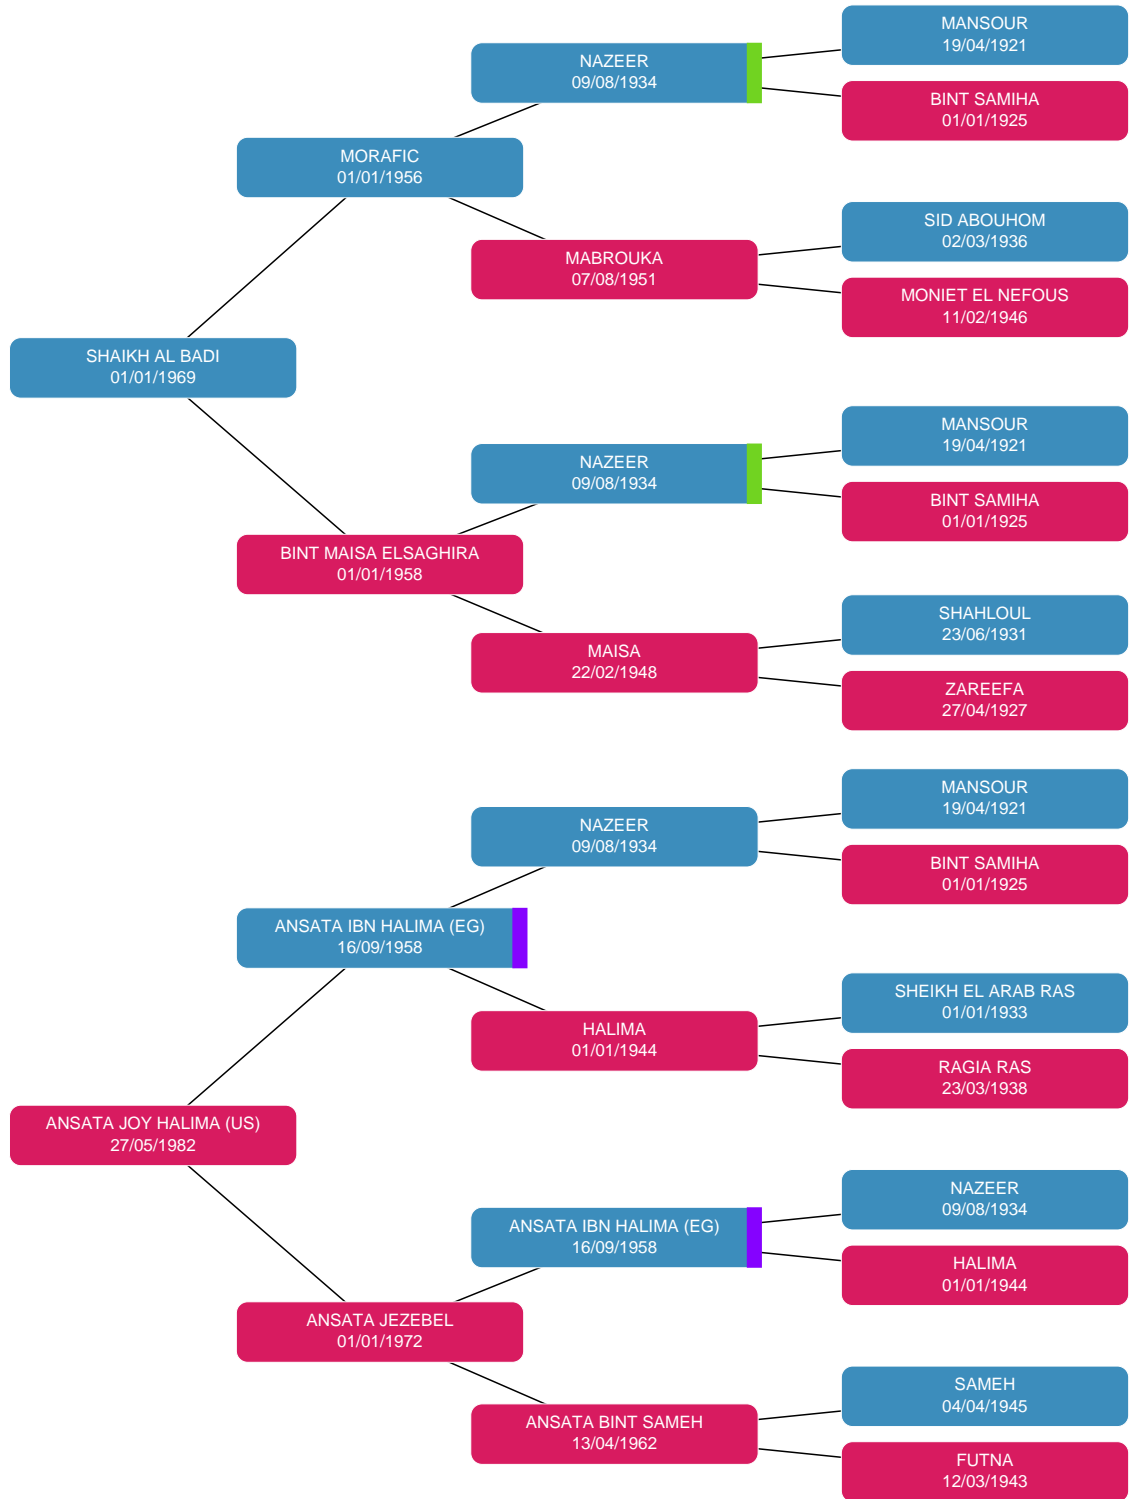 MANSOUR
19/04/1921
NAZEER
09/08/1934
BINT SAMIHA
01/01/1925
MORAFIC
01/01/1956
SID ABOUHOM
02/03/1936
MABROUKA
07/08/1951
MONIET EL NEFOUS
11/02/1946
SHAIKH AL BADI
01/01/1969
MANSOUR
19/04/1921
NAZEER
09/08/1934
BINT SAMIHA
01/01/1925
BINT MAISA ELSAGHIRA
01/01/1958
SHAHLOUL
23/06/1931
MAISA
22/02/1948
ZAREEFA
27/04/1927
MANSOUR
19/04/1921
NAZEER
09/08/1934
BINT SAMIHA
01/01/1925
ANSATA IBN HALIMA (EG)
16/09/1958
SHEIKH EL ARAB RAS
01/01/1933
HALIMA
01/01/1944
RAGIA RAS
23/03/1938
ANSATA JOY HALIMA (US)
27/05/1982
NAZEER
09/08/1934
ANSATA IBN HALIMA (EG)
16/09/1958
HALIMA
01/01/1944
ANSATA JEZEBEL
01/01/1972
SAMEH
04/04/1945
ANSATA BINT SAMEH
13/04/1962
FUTNA
12/03/1943